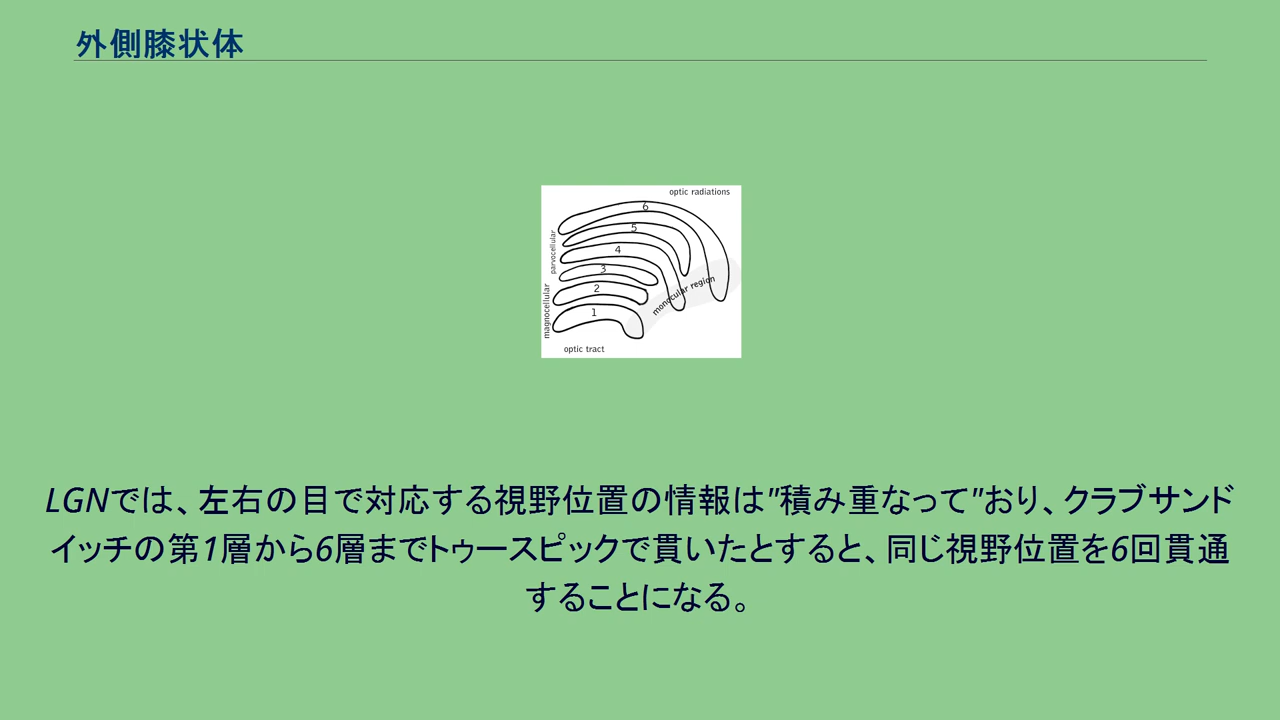 外側膝状体
optic radiations
6
5
4
3
2
1
parvocellular
magnocellular
monocular region
optic tract
LGNでは、左右の目で対応する視野位置の情報は"積み重なって"おり、クラブサンド
イッチの第1層から6層までトゥースピックで貫いたとすると、同じ視野位置を6回貫通
することになる。